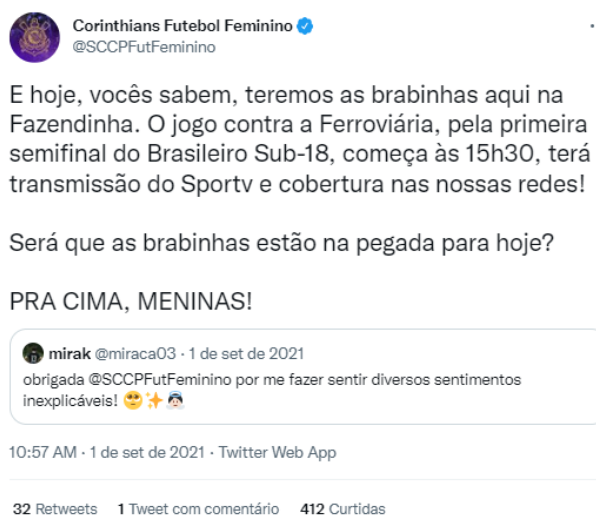 Corinthians Futebol Feminino
@SCCPFutFeminino
E hoje, vocês sabem, teremos as brabinhas aqui na
Fazendinha. O jogo contra a Ferroviária, pela primeira
semifinal do Brasileiro Sub-18, começa às 15h30, terá
transmissão do Sportv e cobertura nas nossas redes!
Será que as brabinhas estão na pegada para hoje?
PRA CIMA, MENINAS!
mirak @miraca03 · 1 de set de 2021
obrigada @SCCPFutFeminino por me fazer sentir diversos sentimentos
inexplicáveis! 🥺✨👰🏻
10:57 AM · 1 de set de 2021 · Twitter Web App
32 Retweets 1 Tweet com comentário 412 Curtidas